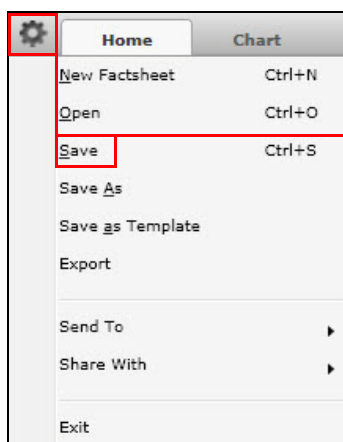 Home Chart
New Factsheet Ctrl+N
Open Ctrl+O
Save Ctrl+S
Save As
Save as Template
Export
Send To
Share With
Exit